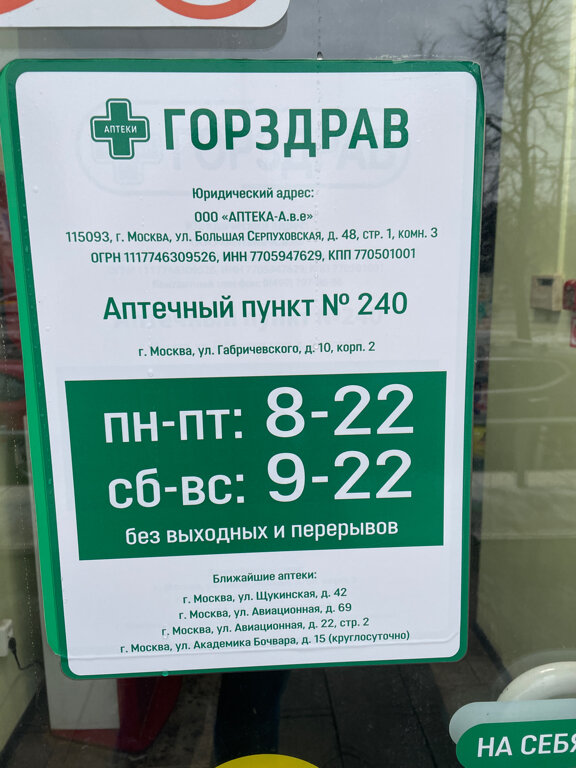 АПТЕКИ
ГОРЗДРАВ
Юридический адрес:
ООО «АПТЕКА-А.в.е»
115093, г. Москва, ул. Большая Серпуховская, д. 48, стр. 1, комн. 3
ОГРН 1117746309526, ИНН 7705947629, КПП 770501001
Аптечный пункт № 240
г. Москва, ул. Габричевского, д. 10, корп. 2
пн-пт: 8-22
сб-вс: 9-22
без выходных и перерывов
Ближайшие аптеки:
г. Москва, ул. Щукинская, д. 42
г. Москва, ул. Авиационная, д. 69
г. Москва, ул. Авиационная, д. 22, стр. 2
г. Москва, ул. Академика Бочвара, д. 15 (круглосуточно)
НА СЕБЯ